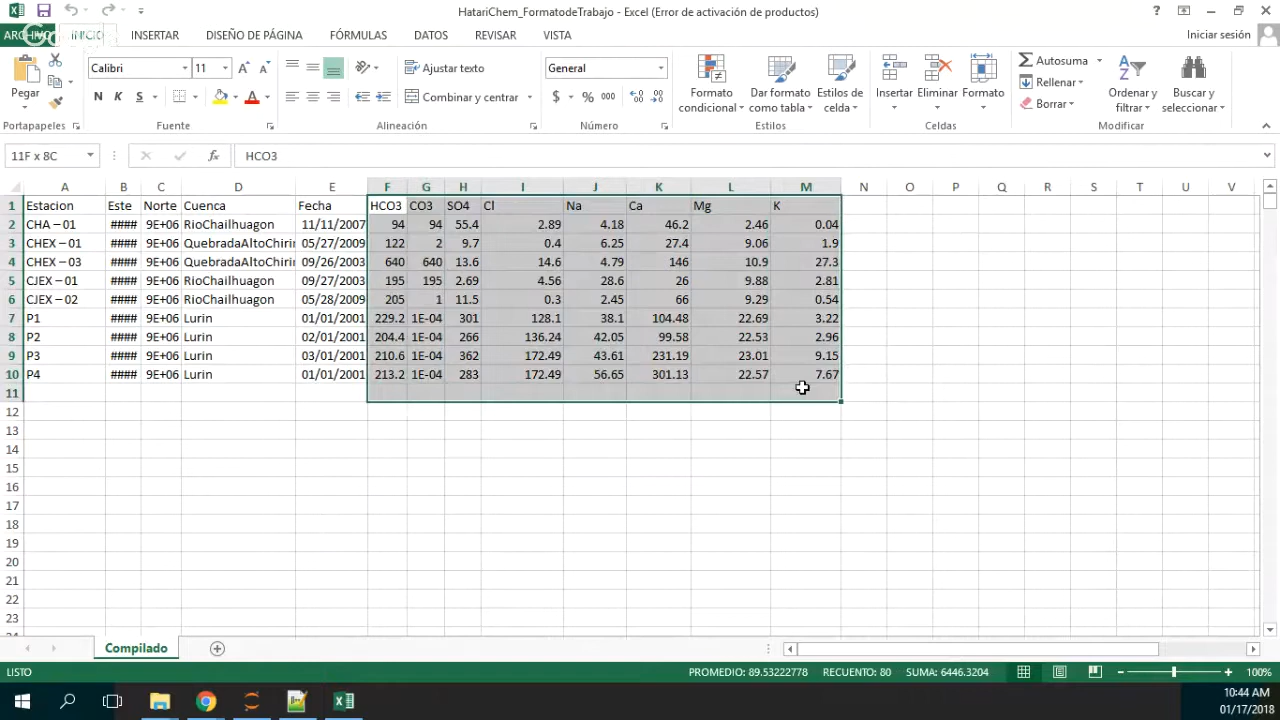 HatariChem_FormatodeTrabajo - Excel (Error de activación de productos)
ARCHIVO INICIO INSERTAR DISEÑO DE PÁGINA FÓRMULAS DATOS REVISAR VISTA Iniciar sesión
Calibri 11 Ajustar texto General Autosuma
Combinar y centrar Rellenar
Borrar
Pegar Formato condicional Dar formato como tabla Estilos de celda Insertar Eliminar Formato Ordenar y filtrar Buscar y seleccionar
Portapapeles Fuente Alineación Número Estilos Celdas Modificar
11F x 8C HCO3
A B C D E F G H I J K L M N O P Q R S T U V
1 Estacion Este Norte Cuenca Fecha HCO3 CO3 SO4 Cl Na Ca Mg K
2 CHA – 01 #### 9E+06 RioChailhuagon 11/11/2007 94 94 55.4 2.89 4.18 46.2 2.46 0.04
3 CHEX – 01 #### 9E+06 QuebradaAltoChirin 05/27/2009 122 2 9.7 0.4 6.25 27.4 9.06 1.9
4 CHEX – 03 #### 9E+06 QuebradaAltoChirin 09/26/2003 640 640 13.6 14.6 4.79 146 10.9 27.3
5 CJEX – 01 #### 9E+06 RioChailhuagon 09/27/2003 195 195 2.69 4.56 28.6 26 9.88 2.81
6 CJEX – 02 #### 9E+06 RioChailhuagon 05/28/2009 205 1 11.5 0.3 2.45 66 9.29 0.54
7 P1 #### 9E+06 Lurin 01/01/2001 229.2 1E-04 301 128.1 38.1 104.48 22.69 3.22
8 P2 #### 9E+06 Lurin 02/01/2001 204.4 1E-04 266 136.24 42.05 99.58 22.53 2.96
9 P3 #### 9E+06 Lurin 03/01/2001 210.6 1E-04 362 172.49 43.61 231.19 23.01 9.15
10 P4 #### 9E+06 Lurin 01/01/2001 213.2 1E-04 283 172.49 56.65 301.13 22.57 7.67
11
12
13
14
15
16
17
18
19
20
21
22
23
Compilado
LISTO PROMEDIO: 89.53222778 RECUENTO: 80 SUMA: 6446.3204 100%
10:44 AM
01/17/2018